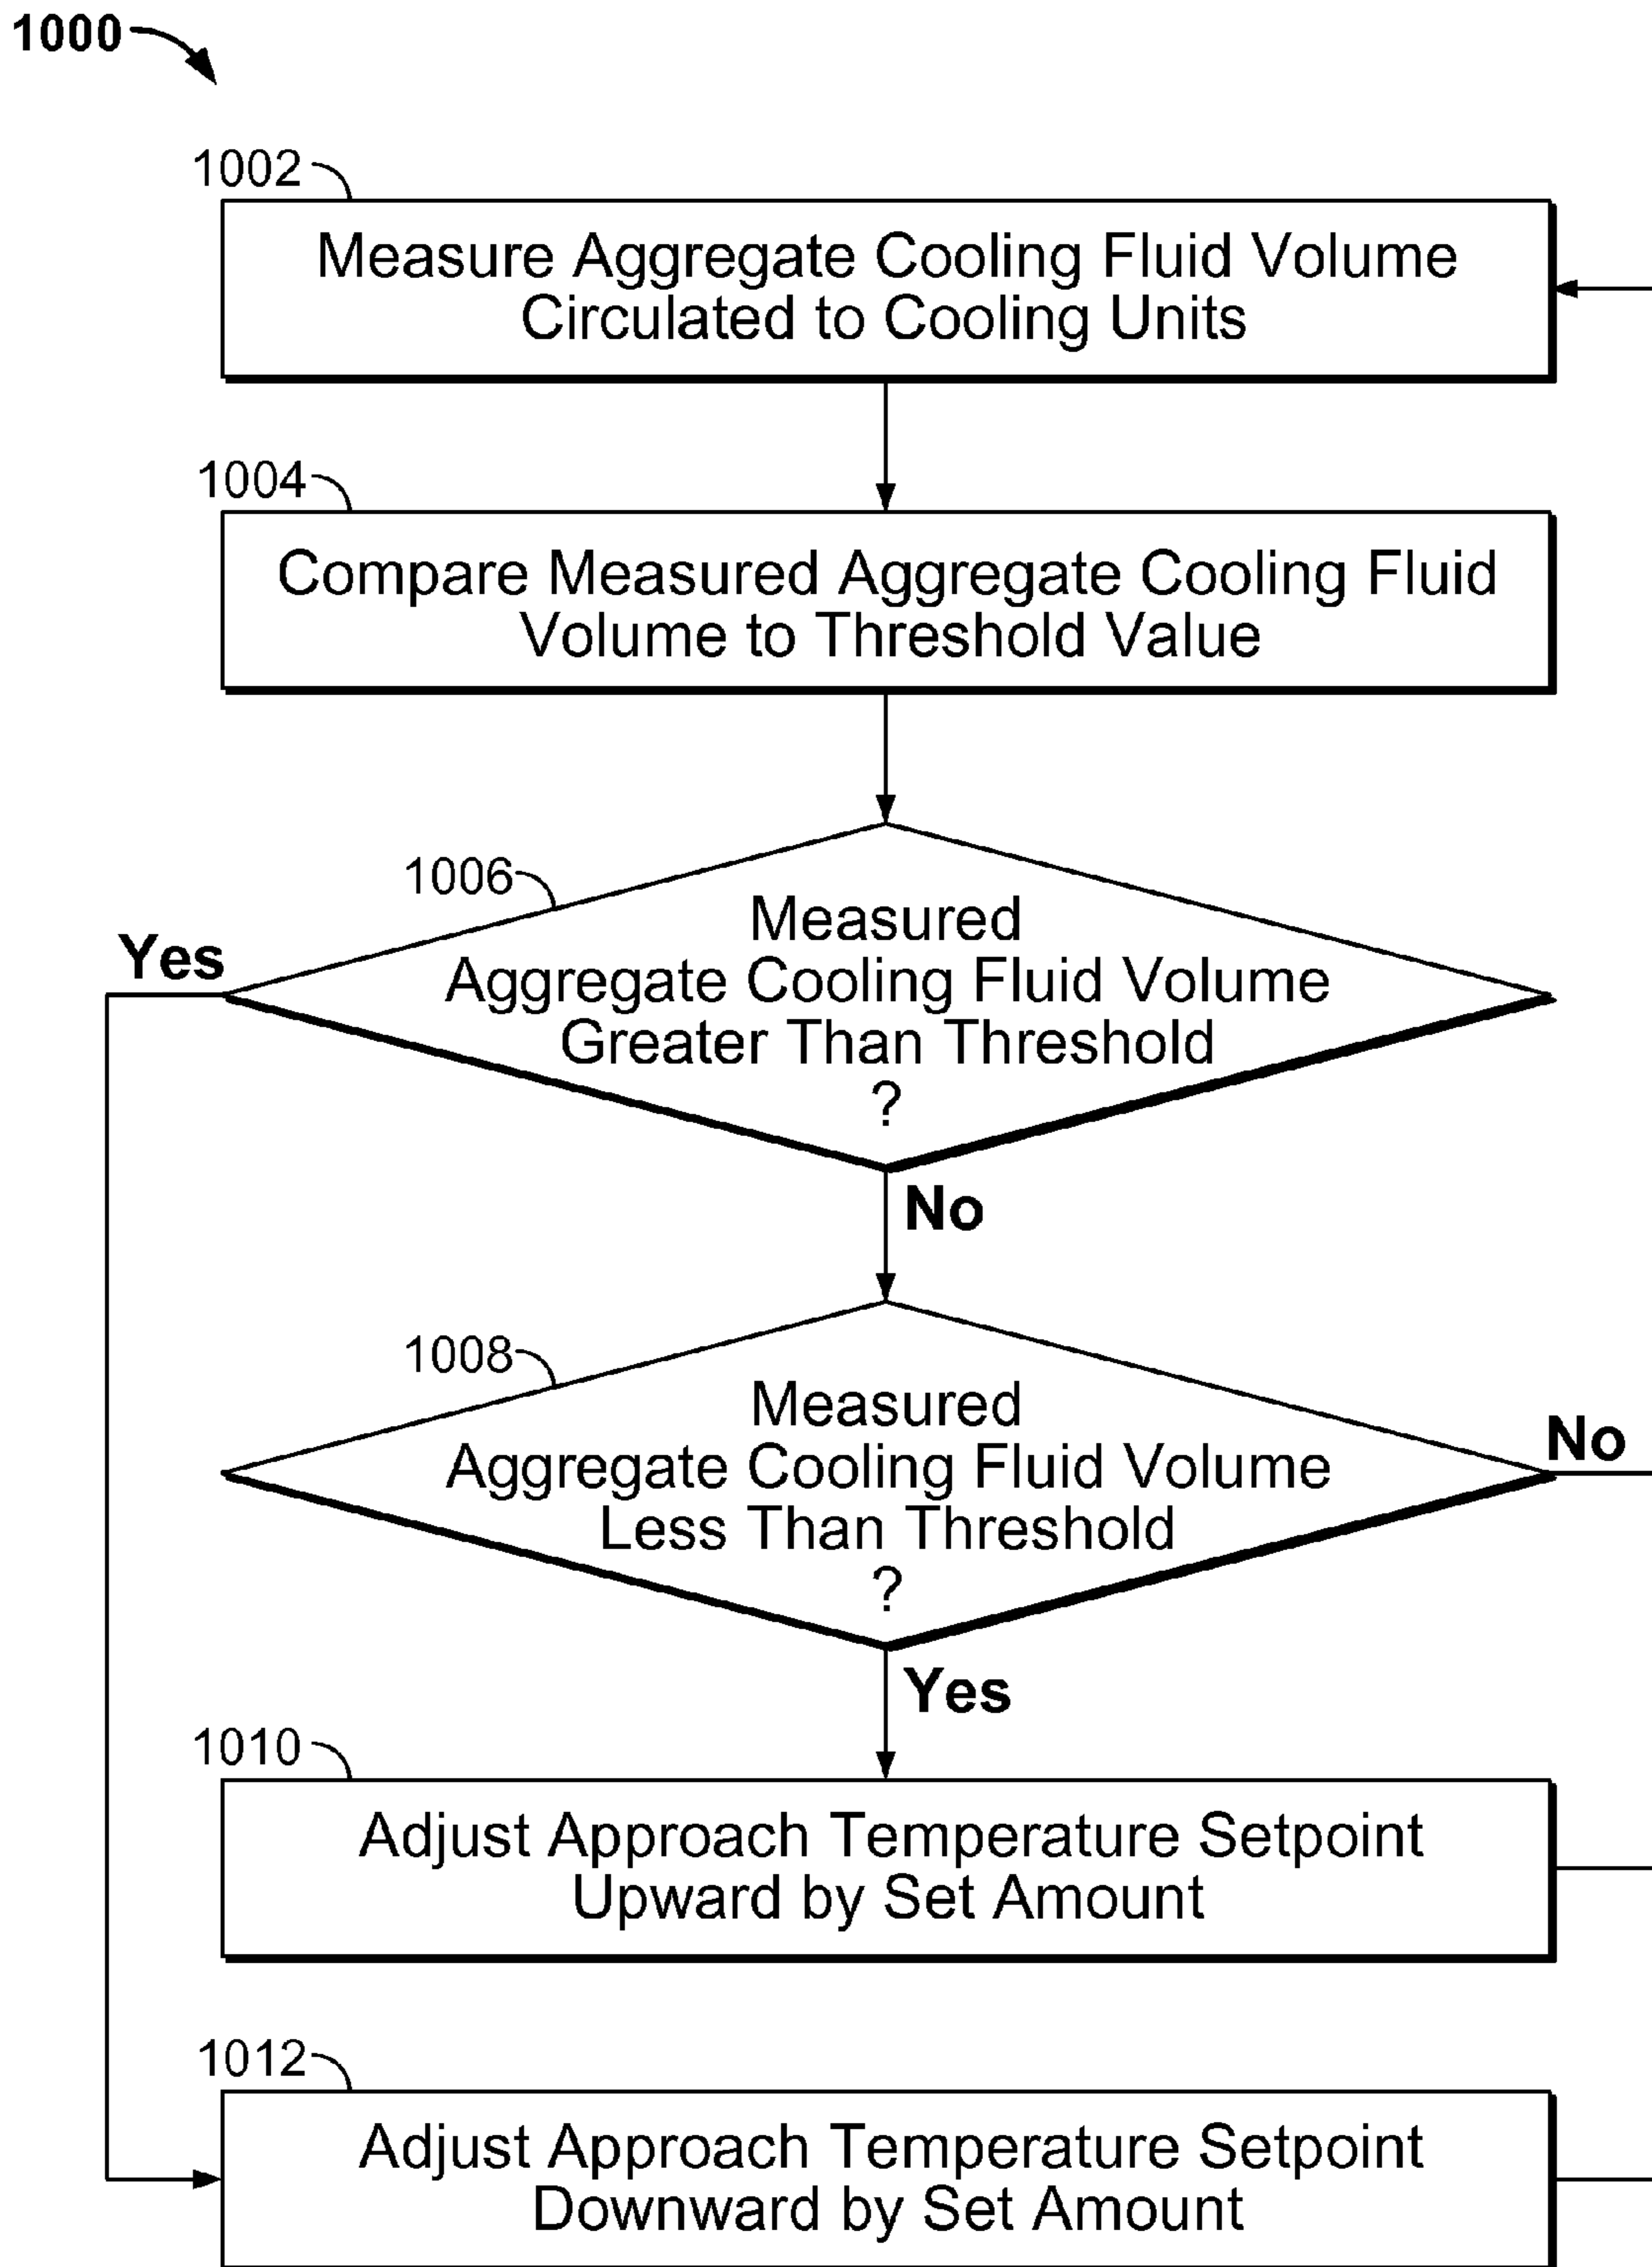 1000
1002
Measure Aggregate Cooling Fluid Volume
Circulated to Cooling Units
1004
Compare Measured Aggregate Cooling Fluid
Volume to Threshold Value
1006
Measured
Aggregate Cooling Fluid Volume
Greater Than Threshold
?
Yes
No
1008
Measured
Aggregate Cooling Fluid Volume
Less Than Threshold
?
No
Yes
1010
Adjust Approach Temperature Setpoint
Upward by Set Amount
1012
Adjust Approach Temperature Setpoint
Downward by Set Amount